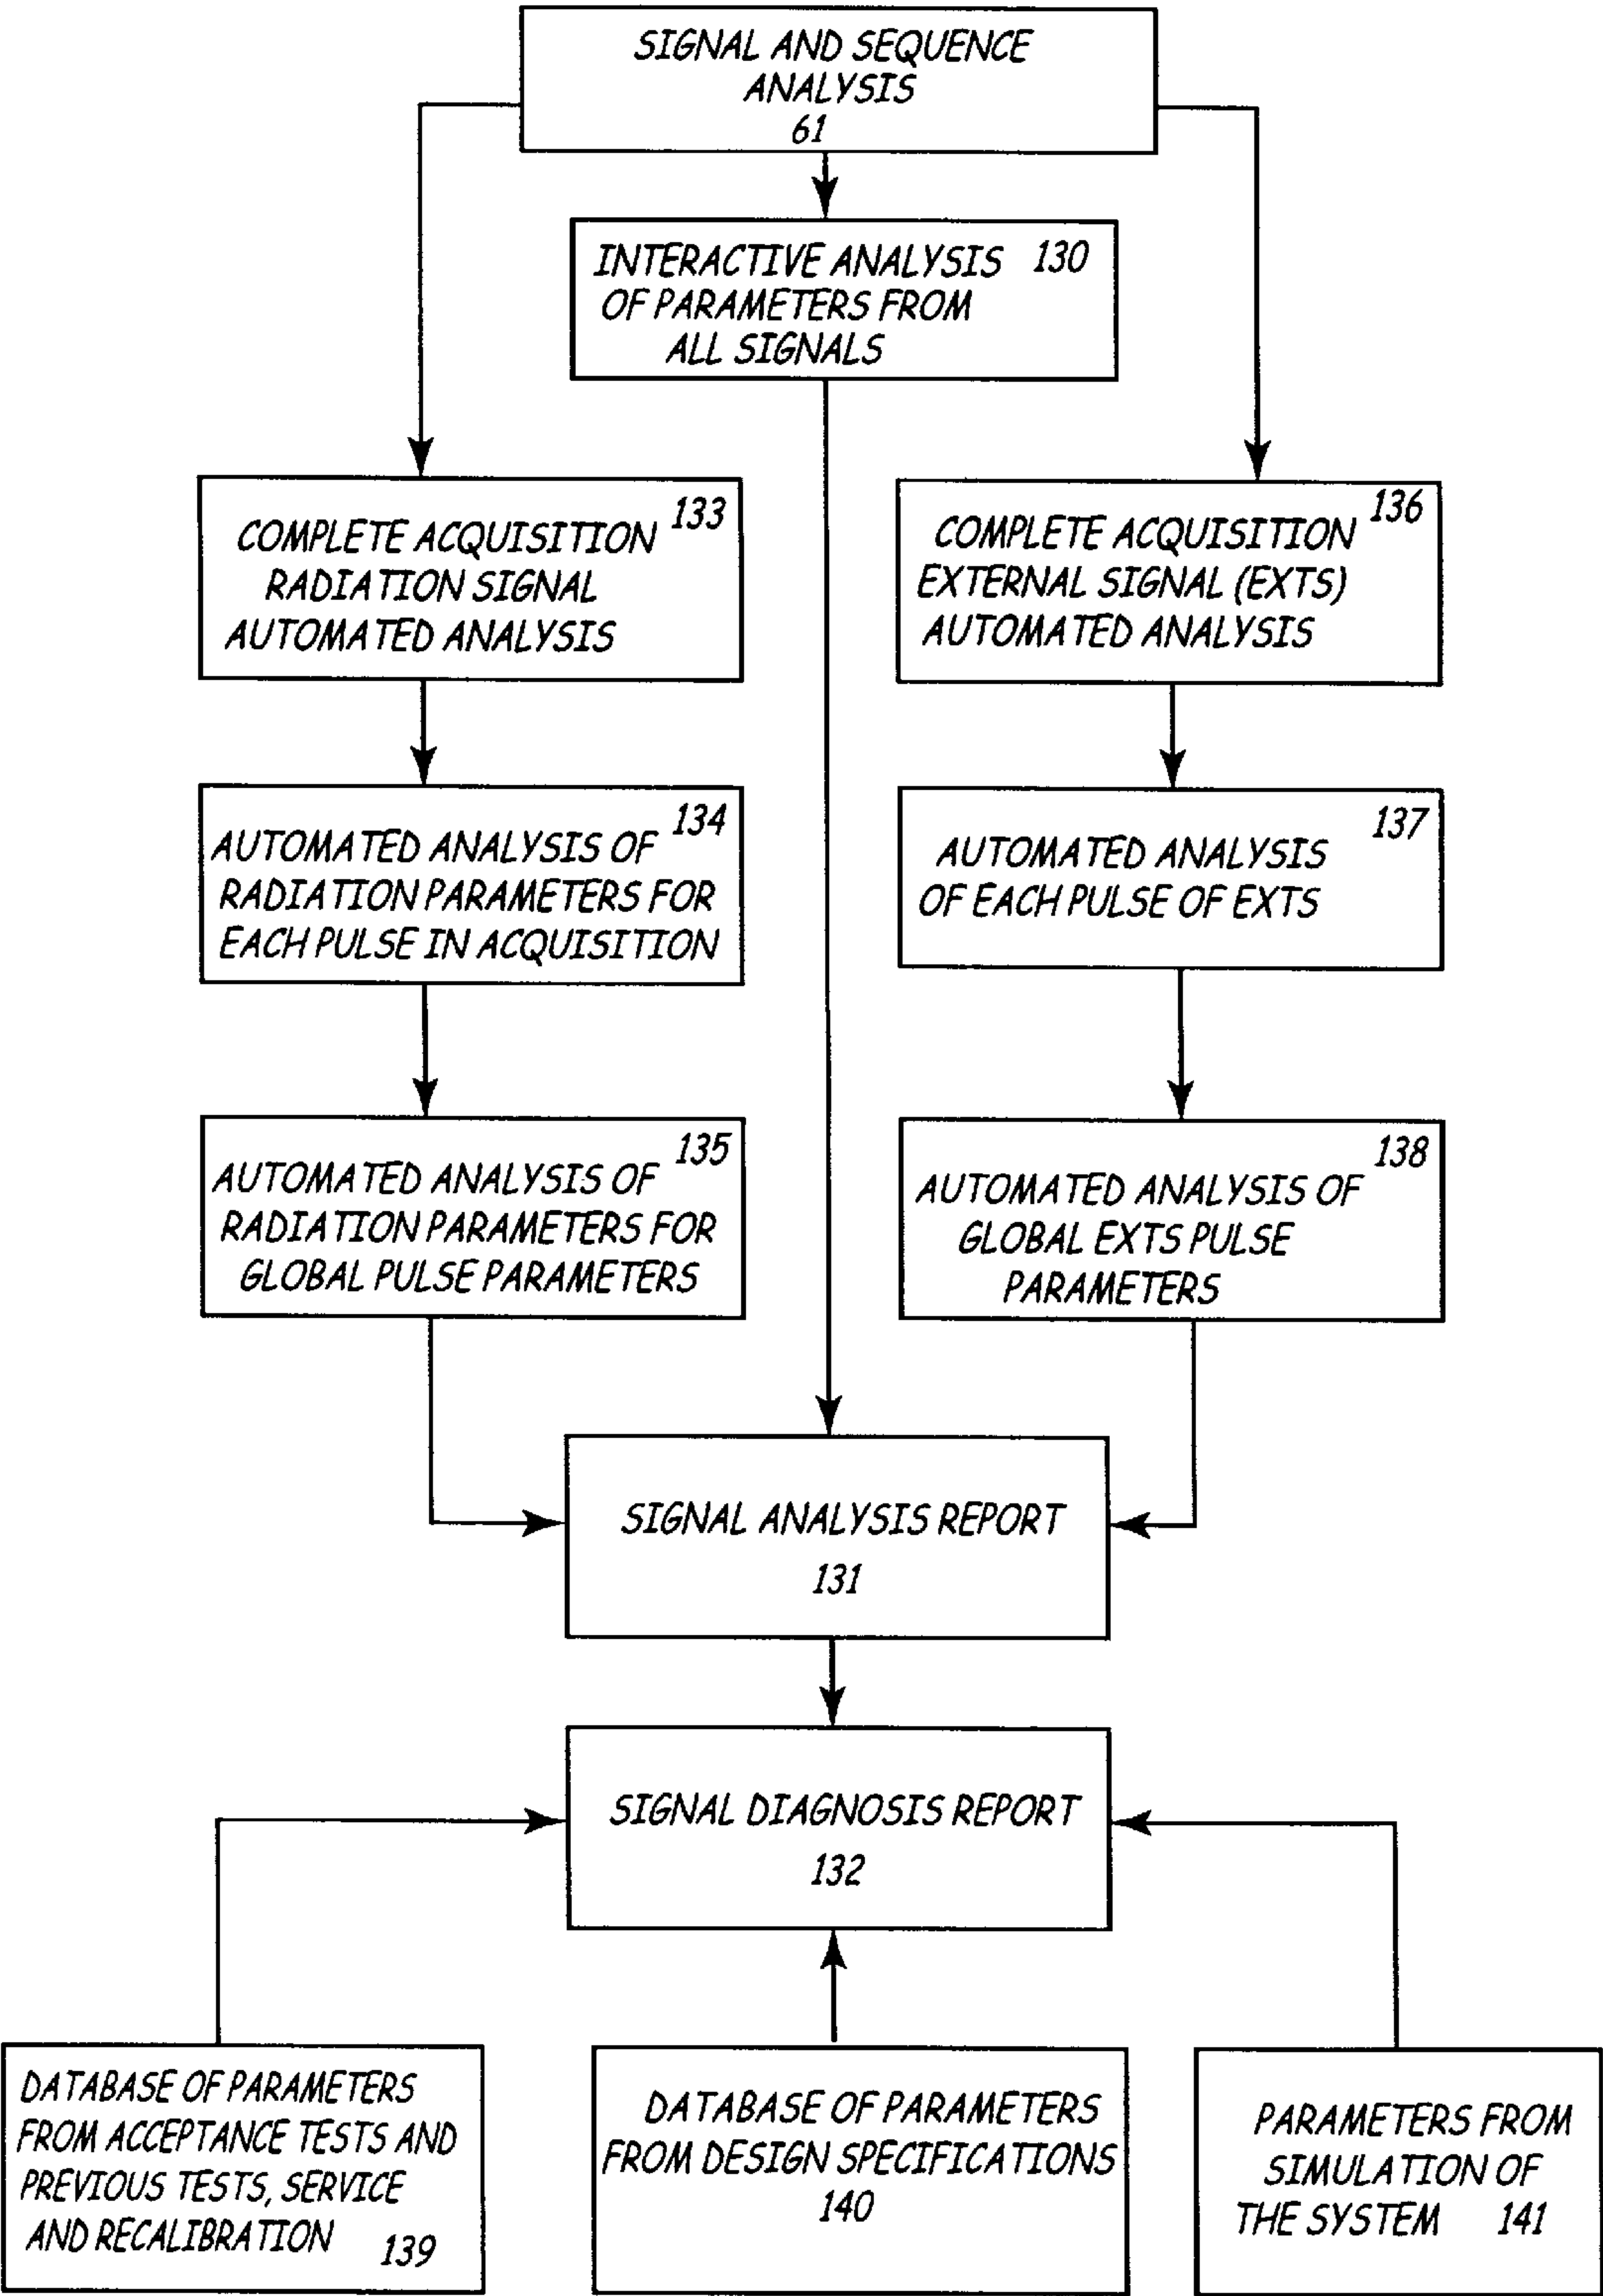 SIGNAL AND SEQUENCE
ANALYSIS
61
INTERACTIVE ANALYSIS 130
OF PARAMETERS FROM
ALL SIGNALS
133
COMPLETE ACQUISITION
RADIATION SIGNAL
AUTOMATED ANALYSIS
136
COMPLETE ACQUISITION
EXTERNAL SIGNAL (EXTS)
AUTOMATED ANALYSIS
134
AUTOMATED ANALYSIS OF
RADIATION PARAMETERS FOR
EACH PULSE IN ACQUISITION
137
AUTOMATED ANALYSIS
OF EACH PULSE OF EXTS
135
AUTOMATED ANALYSIS OF
RADIATION PARAMETERS FOR
GLOBAL PULSE PARAMETERS
138
AUTOMATED ANALYSIS OF
GLOBAL EXTS PULSE
PARAMETERS
SIGNAL ANALYSIS REPORT
131
SIGNAL DIAGNOSIS REPORT
132
DATABASE OF PARAMETERS
FROM ACCEPTANCE TESTS AND
PREVIOUS TESTS, SERVICE
AND RECALIBRATION 139
DATABASE OF PARAMETERS
FROM DESIGN SPECIFICATIONS
140
PARAMETERS FROM
SIMULATION OF
THE SYSTEM 141